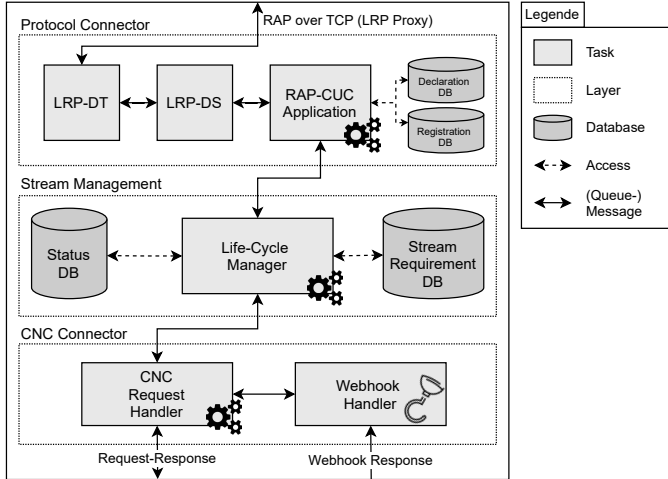 RAP over TCP (LRP Proxy)
Protocol Connector
LRP-DT
LRP-DS
RAP-CUC
Application
Declaration
DB
Registration
DB
Stream Management
Status
DB
Life-Cycle
Manager
Stream
Requirement
DB
CNC Connector
CNC
Request
Handler
Webhook
Handler
Request-Response
Webhook Response
Legende
Task
Layer
Database
Access
(Queue-)
Message